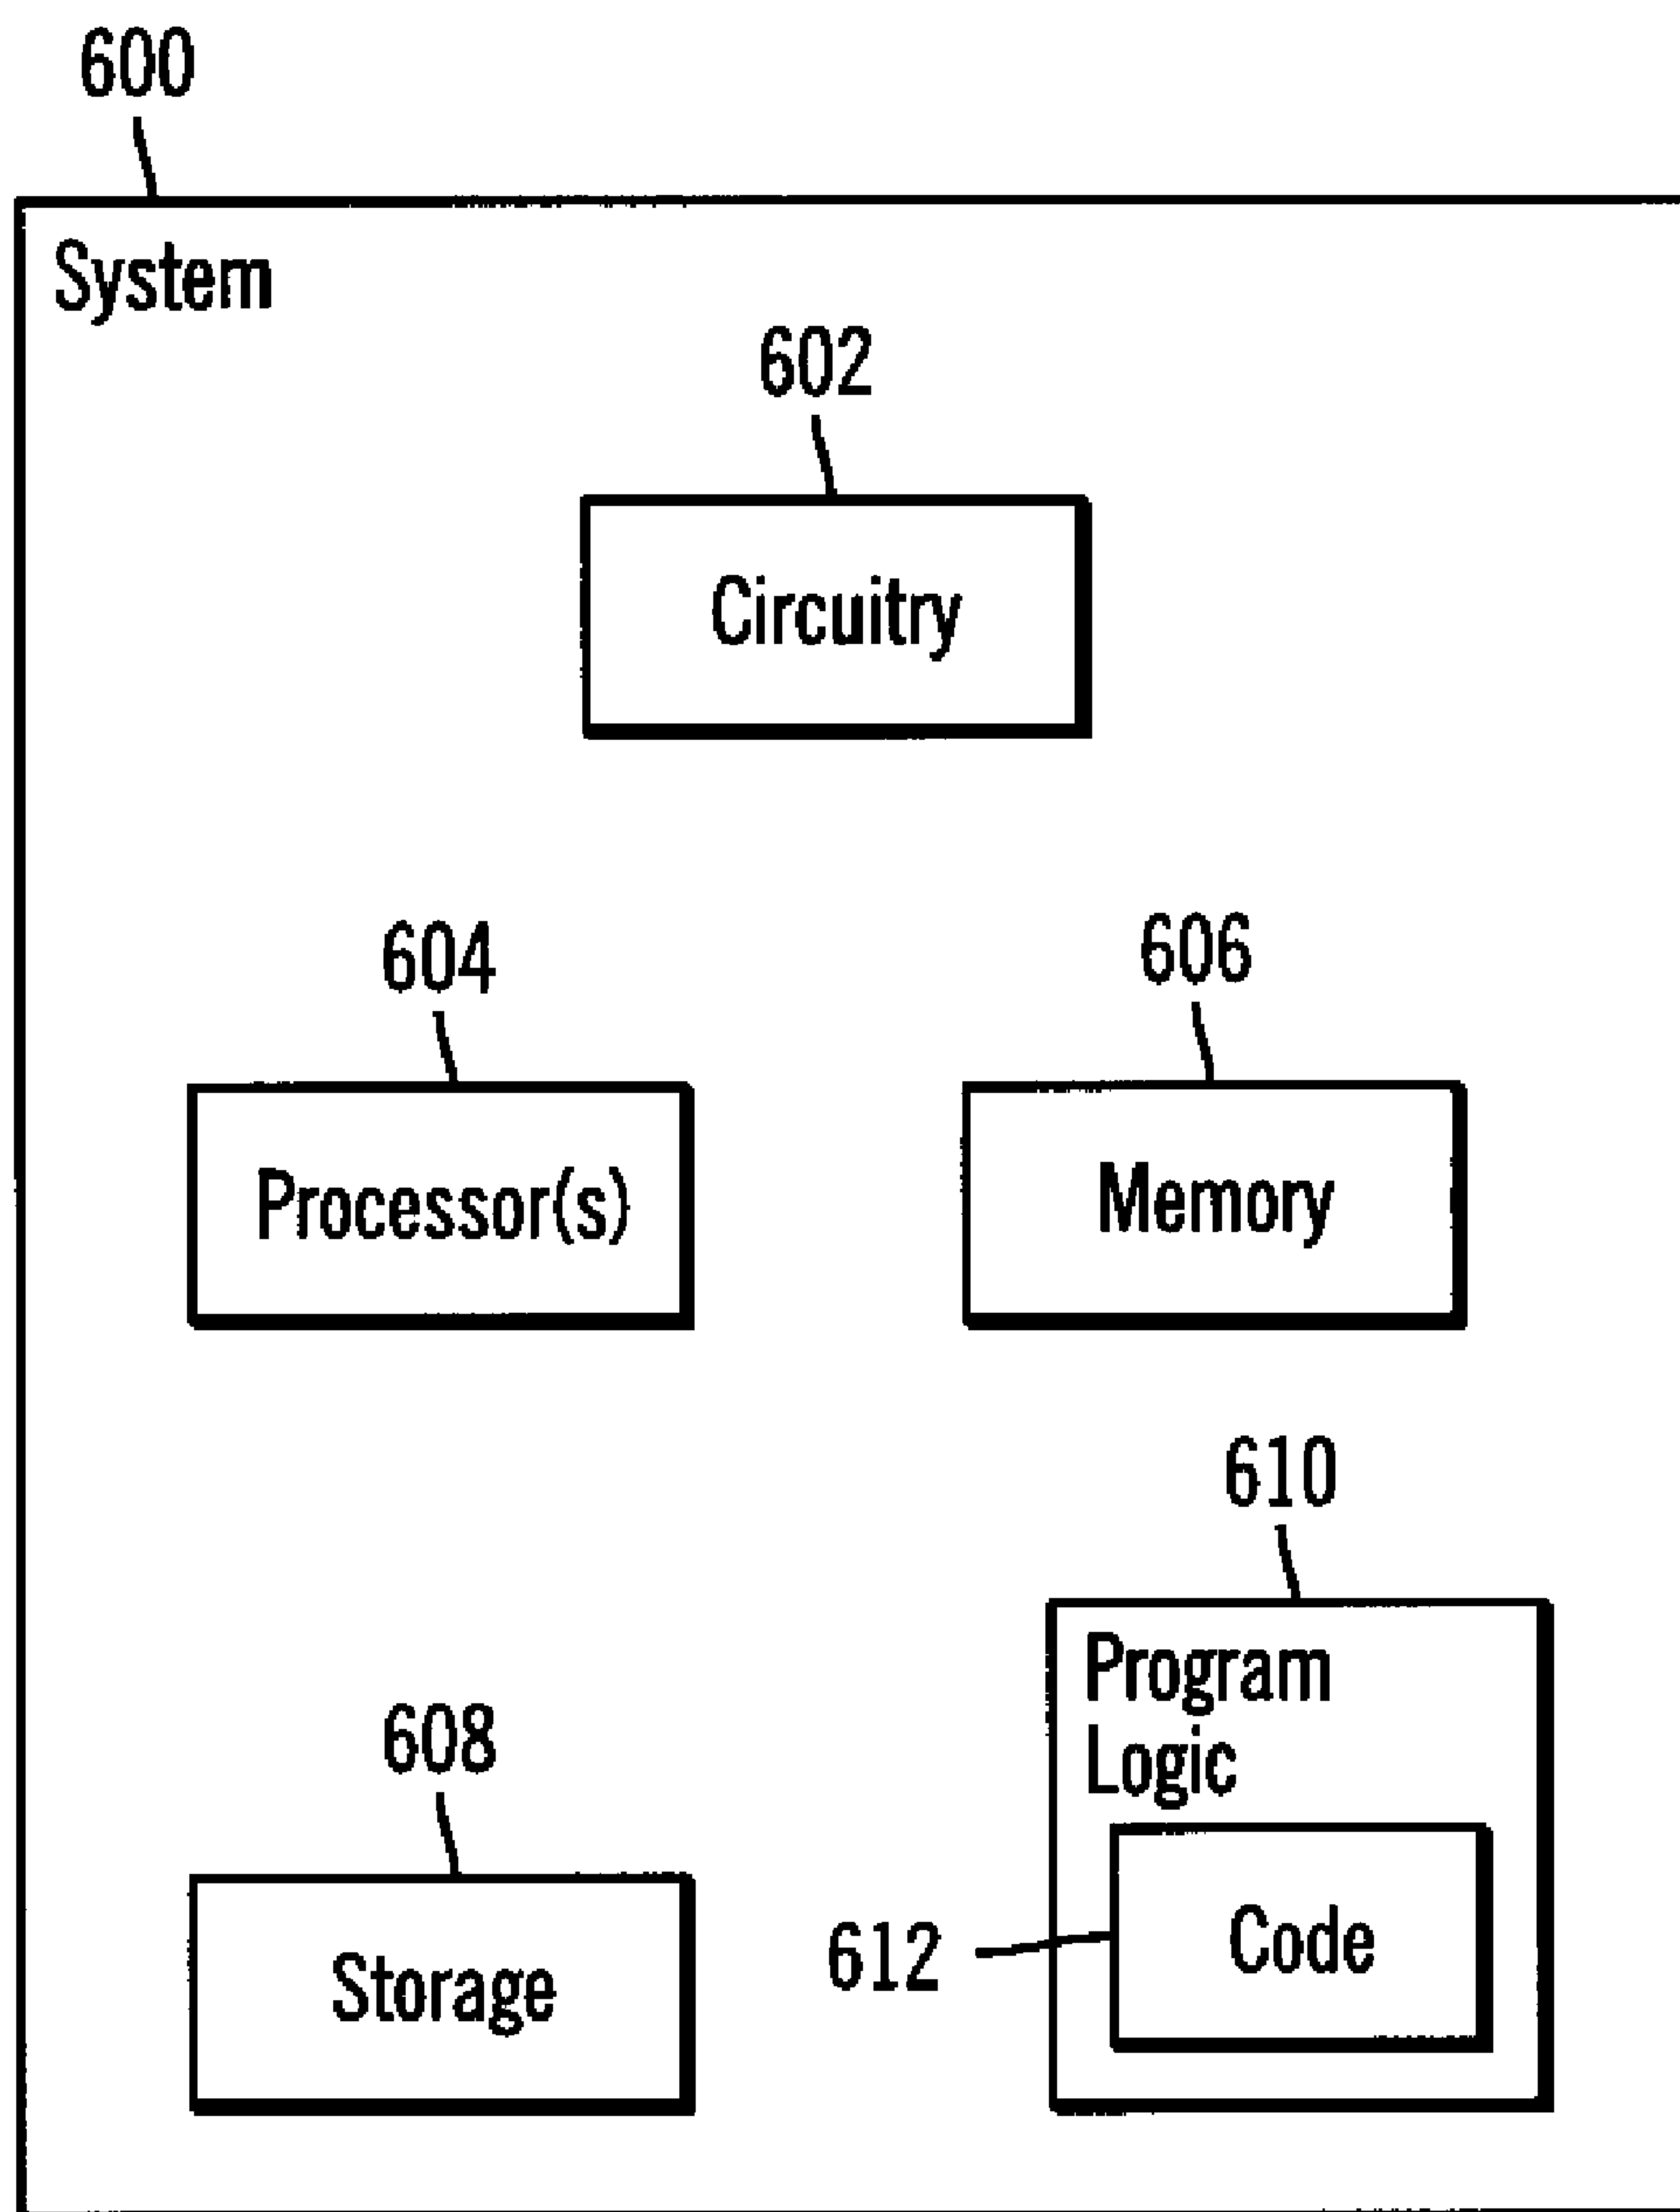 600
System
602
Circuitry
604
606
Processor(s)
Memory
610
Program
Logic
608
Code
612
Storage